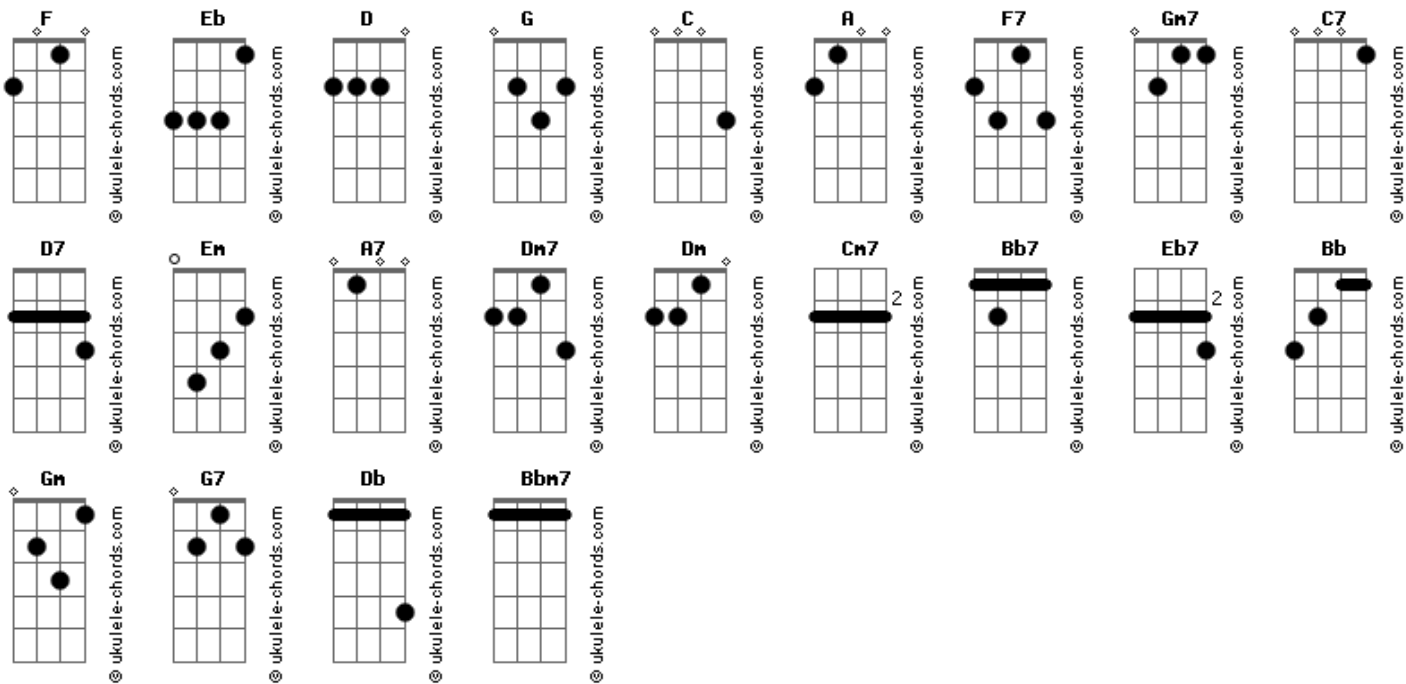 F Eb D G C A F7 Gm7 C7
© ukulele-chords.com © ukulele-chords.com © ukulele-chords.com © ukulele-chords.com © ukulele-chords.com © ukulele-chords.com © ukulele-chords.com © ukulele-chords.com © ukulele-chords.com
D7 Em A7 Dm7 Dm Cm7 Bb7 Eb7 Bb
2 2
© ukulele-chords.com © ukulele-chords.com © ukulele-chords.com © ukulele-chords.com © ukulele-chords.com © ukulele-chords.com © ukulele-chords.com © ukulele-chords.com © ukulele-chords.com
Gm G7 Db Bbm7
© ukulele-chords.com © ukulele-chords.com © ukulele-chords.com © ukulele-chords.com